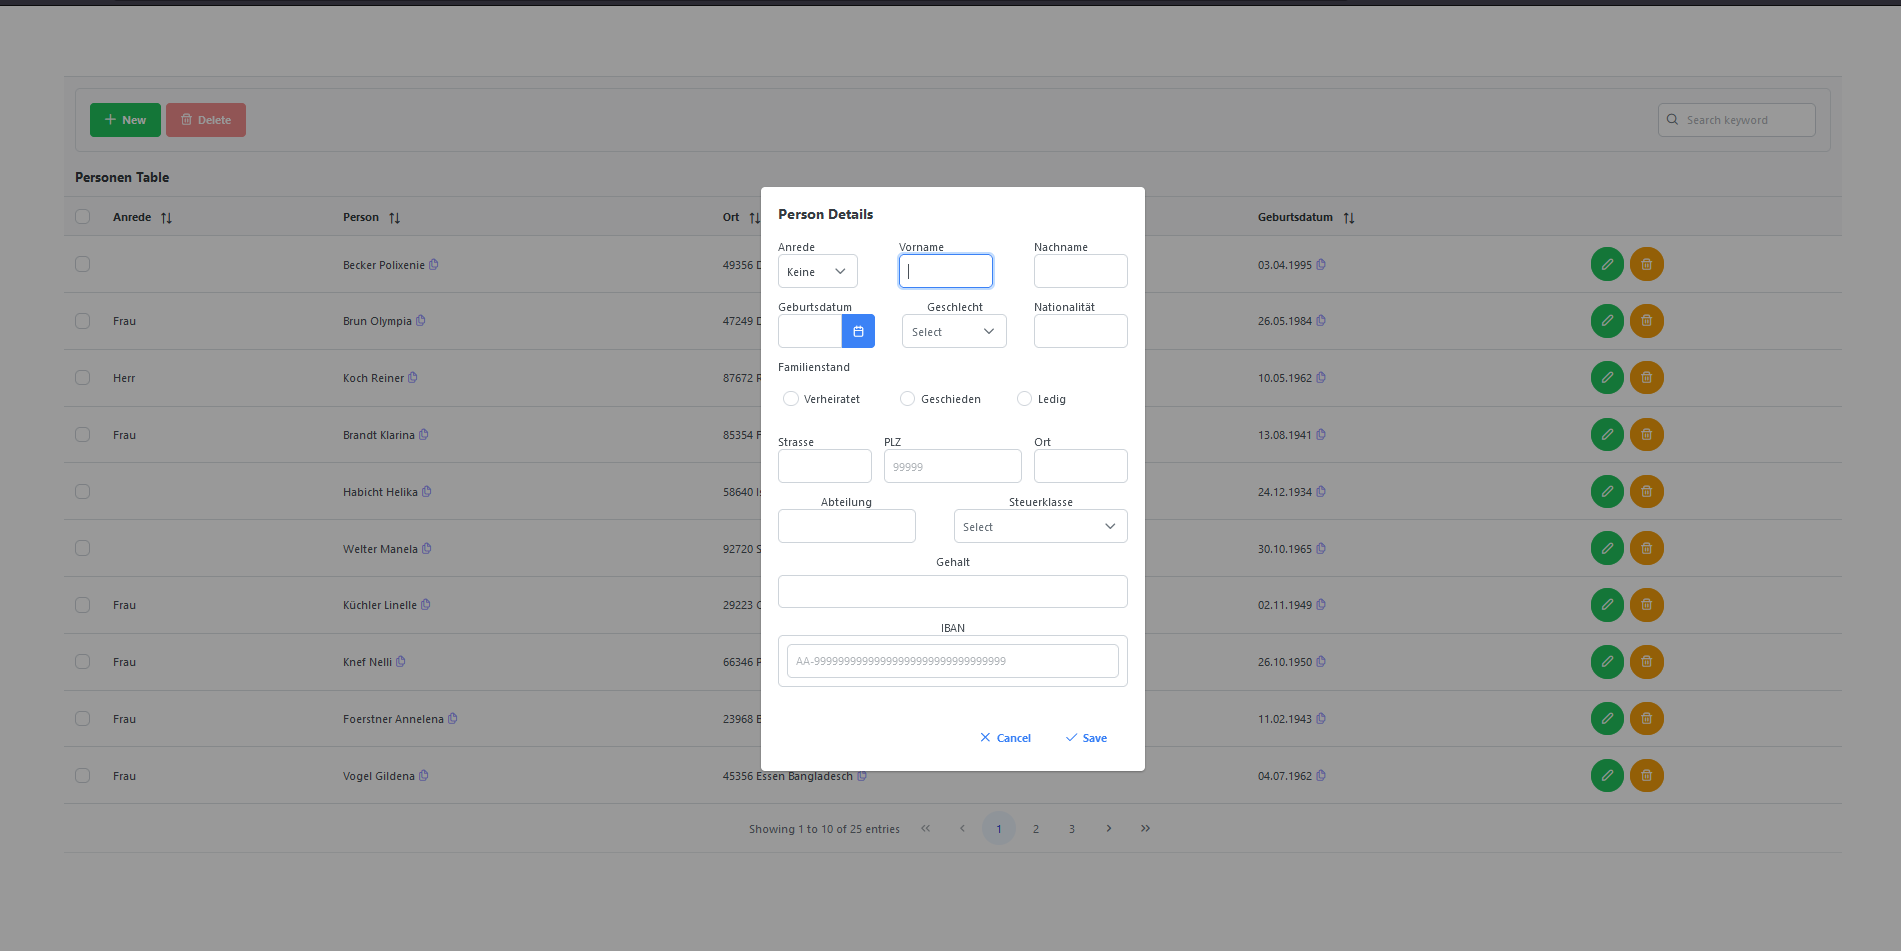 New Delete Search keyword
Personen Table
Anrede Person Ort Geburtsdatum
Becker Polixenie 49356 03.04.1995
Frau Brun Olympia 47249 26.05.1984
Herr Koch Reiner 87672 10.05.1962
Frau Brandt Klarina 85354 13.08.1941
Habicht Helika 58640 24.12.1934
Welter Manela 92720 30.10.1965
Frau Küchler Linelle 29223 02.11.1949
Frau Knef Nelli 66346 26.10.1950
Frau Foerstner Annelena 23968 11.02.1943
Frau Vogel Gildena 45356 Essen Bangladesch 04.07.1962
Showing 1 to 10 of 25 entries « ‹ 1 2 3 › »
Person Details
Anrede Vorname Nachname
Keine
Geburtsdatum Geschlecht Nationalität
Select
Familienstand
Verheiratet Geschieden Ledig
Strasse PLZ Ort
99999
Abteilung Steuerklasse
Select
Gehalt
IBAN
Cancel Save